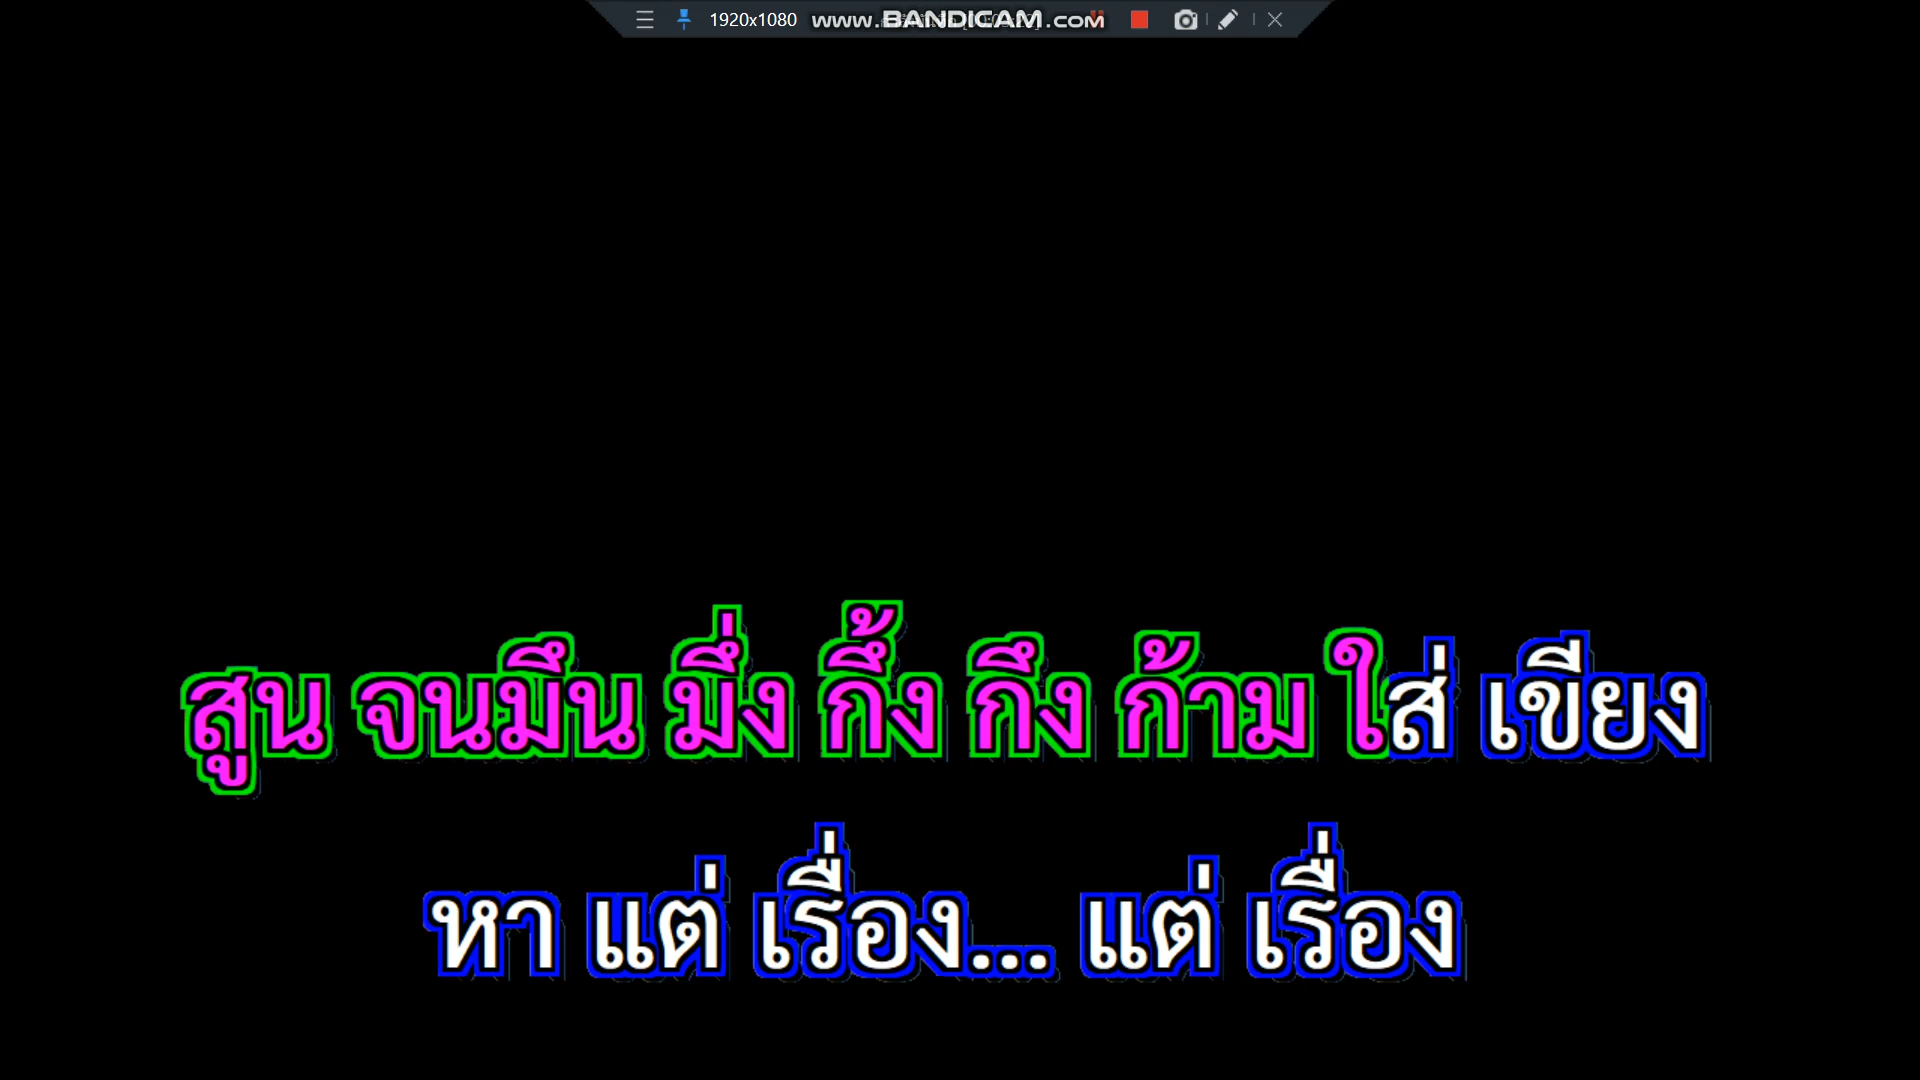 1920x1080 www.BANDICAM.com
สูน จนมึน มึ่ง กึ้ง กึง ก้าม ใส่ เขียง
หา แต่ เรื่อง... แต่ เรื่อง